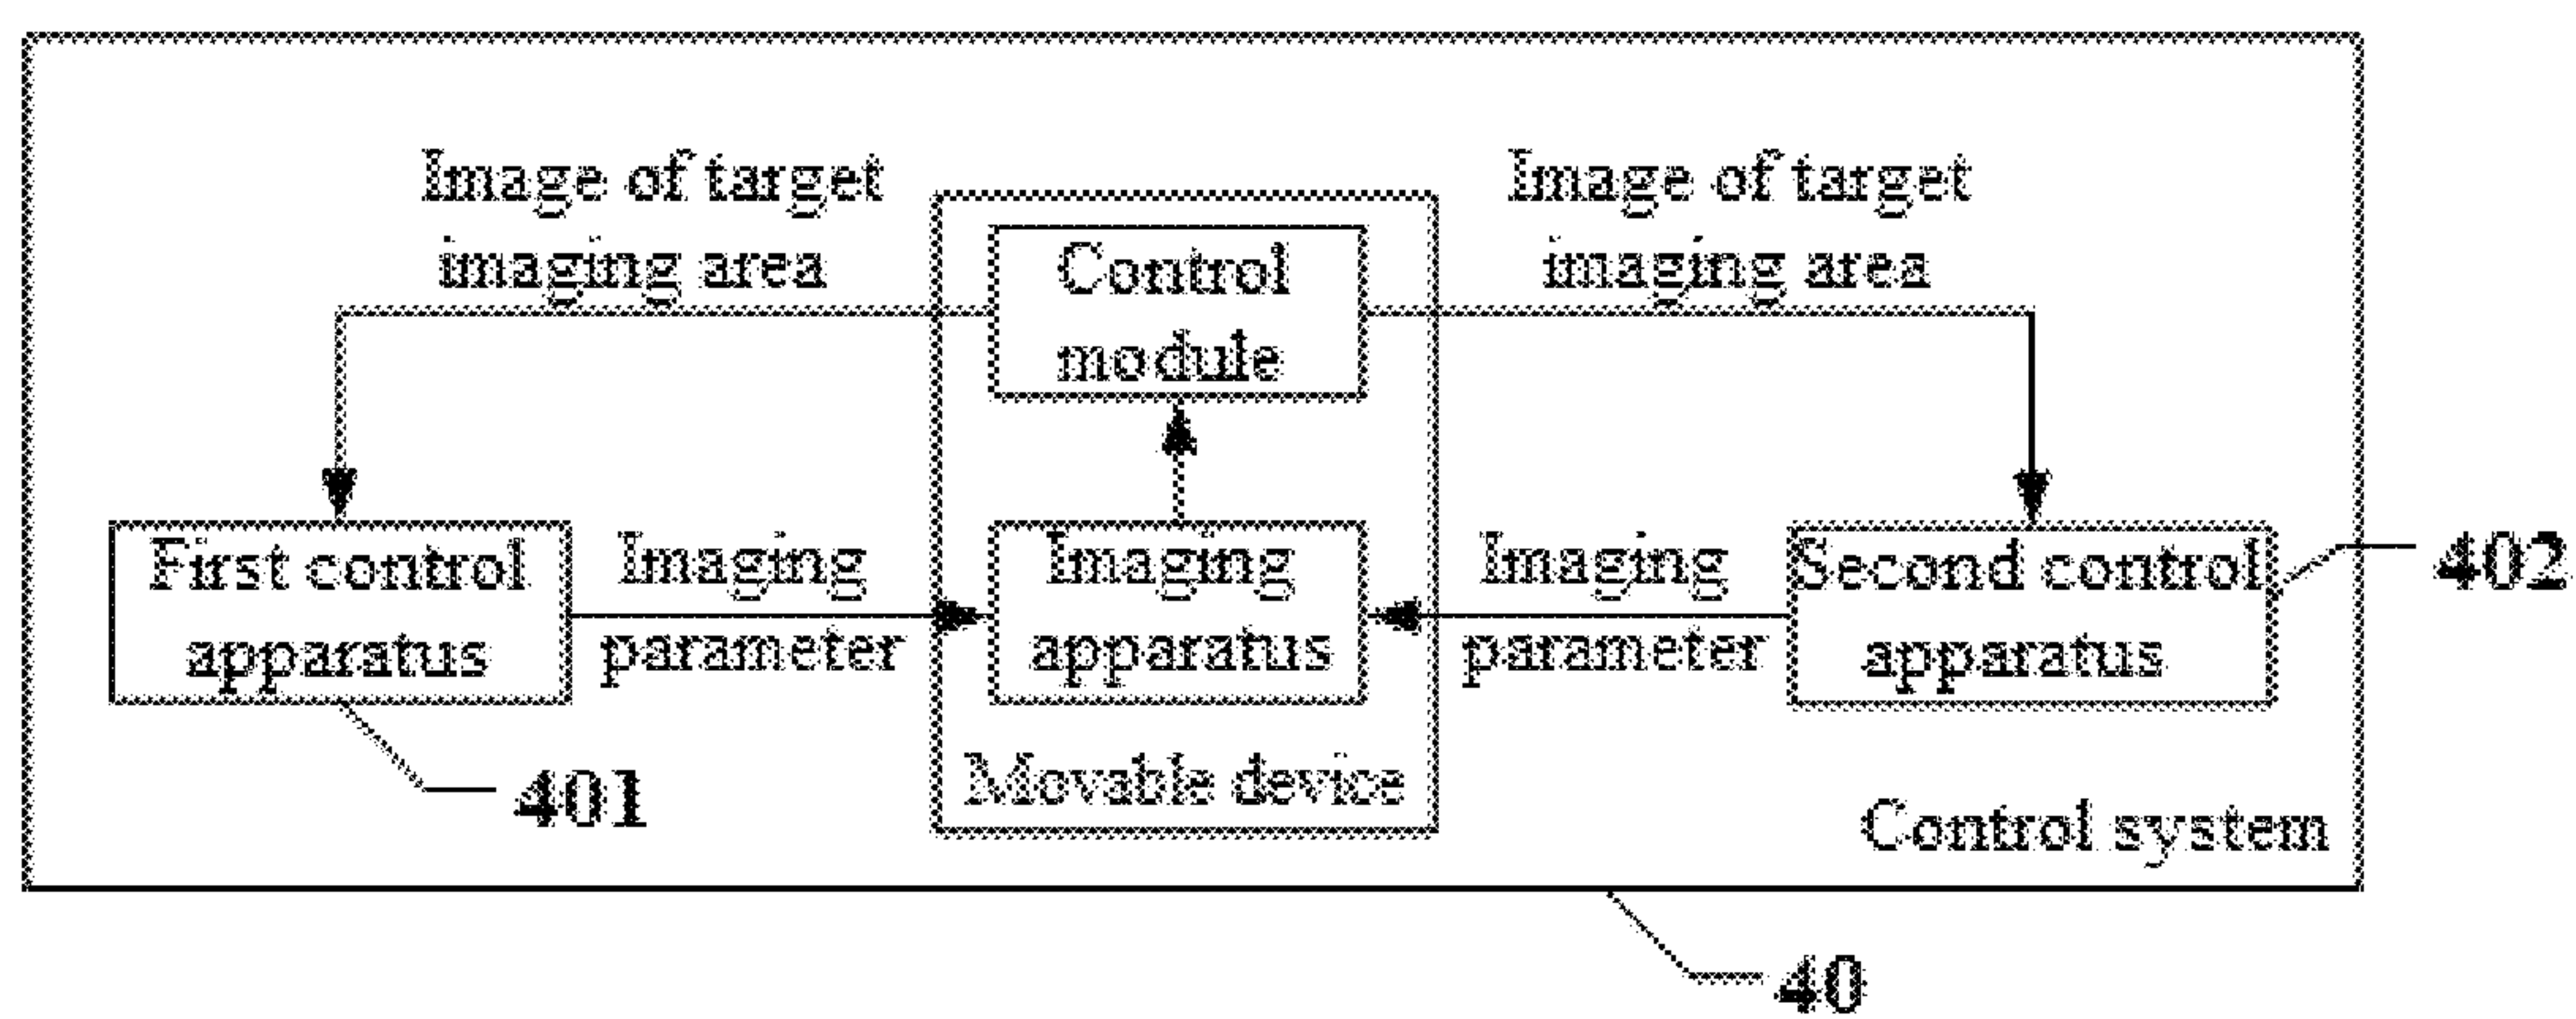 Image of target
imaging area
Image of target
imaging area
Control
module
First control
apparatus
Imaging
parameter
Imaging
apparatus
Imaging
parameter
Second control
apparatus
402
401
Movable device
Control system
40